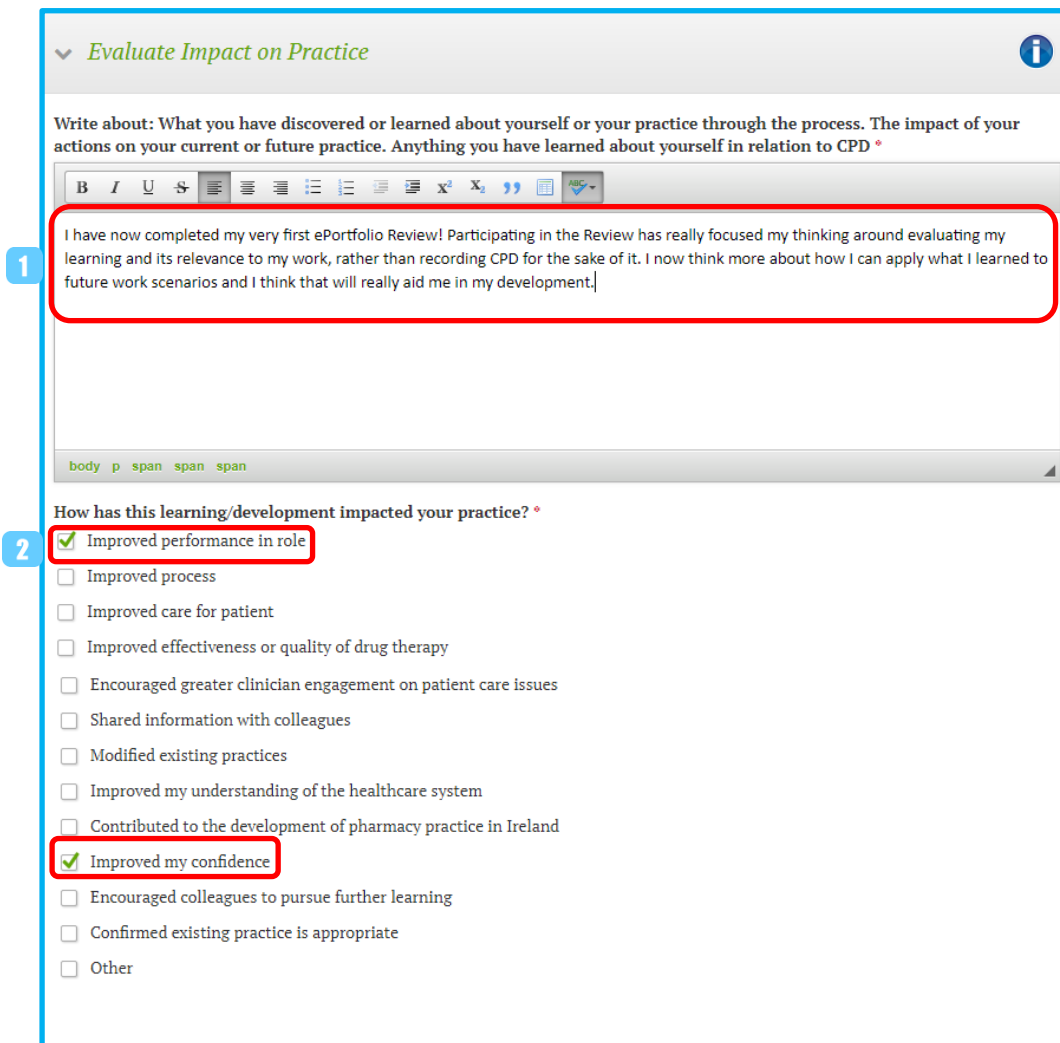 Evaluate Impact on Practice
Write about: What you have discovered or learned about yourself or your practice through the process. The impact of your
actions on your current or future practice. Anything you have learned about yourself in relation to CPD *
B I U S X² X₂ ABC
1
I have now completed my very first ePortfolio Review! Participating in the Review has really focused my thinking around evaluating my
learning and its relevance to my work, rather than recording CPD for the sake of it. I now think more about how I can apply what I learned to
future work scenarios and I think that will really aid me in my development.
body p span span span
How has this learning/development impacted your practice? *
2
Improved performance in role
Improved process
Improved care for patient
Improved effectiveness or quality of drug therapy
Encouraged greater clinician engagement on patient care issues
Shared information with colleagues
Modified existing practices
Improved my understanding of the healthcare system
Contributed to the development of pharmacy practice in Ireland
Improved my confidence
Encouraged colleagues to pursue further learning
Confirmed existing practice is appropriate
Other